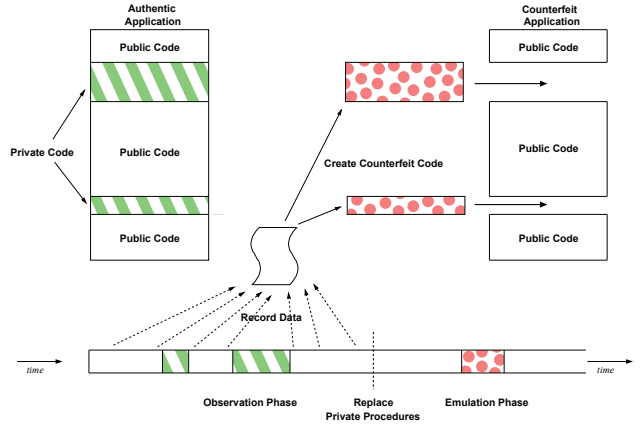 Authentic
Application
Counterfeit
Application
Public Code
Public Code
Private Code
Public Code
Public Code
Create Counterfeit Code
Public Code
Public Code
Record Data
time
time
Observation Phase
Replace
Private Procedures
Emulation Phase